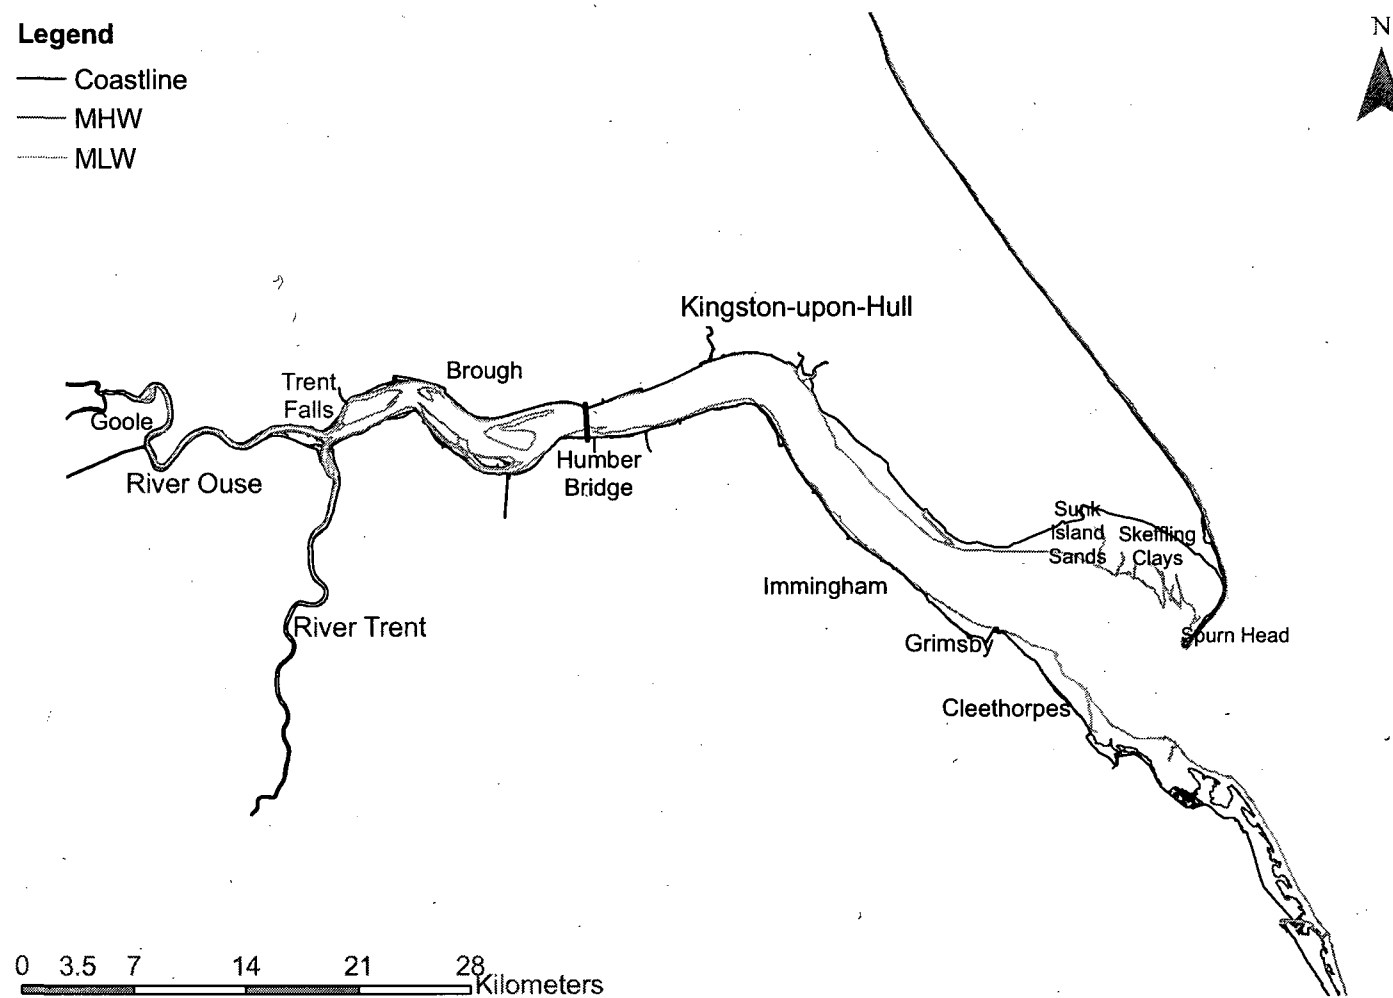 Legend
Coastline
MHW
MLW
N
Kingston-upon-Hull
Brough
Trent
Falls
Goole
River Ouse
Humber
Bridge
Sunk
Island
Sands
Skeffling
Clays
Immingham
River Trent
Grimsby
Spurn Head
Cleethorpes
0 3.5 7 14 21 28
Kilometers